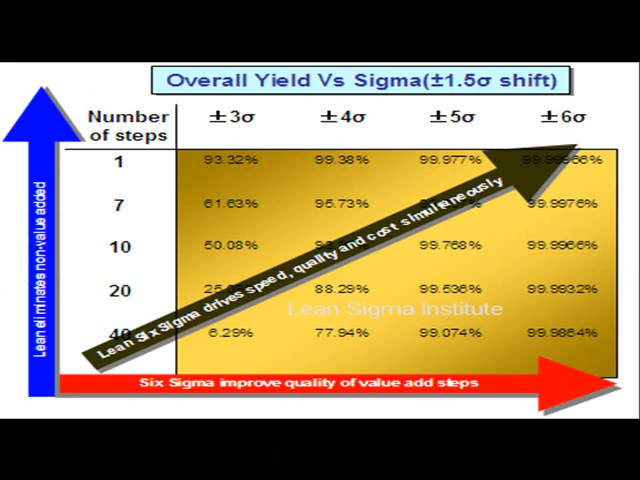 Overall Yield Vs Sigma(±1.5σ shift)
Number of steps ±3σ ±4σ ±5σ ±6σ
1 93.32% 99.38% 99.977% 99.99966%
7 61.63% 95.73% 99.9976%
10 50.08% 99.768% 99.9966%
20 88.29% 99.536% 99.9932%
40 6.29% 77.94% 99.074% 99.9864%
Lean eliminates non-value added
Lean Six Sigma drives speed, quality and cost simultaneously
Lean Sigma Institute
Six Sigma improve quality of value add steps